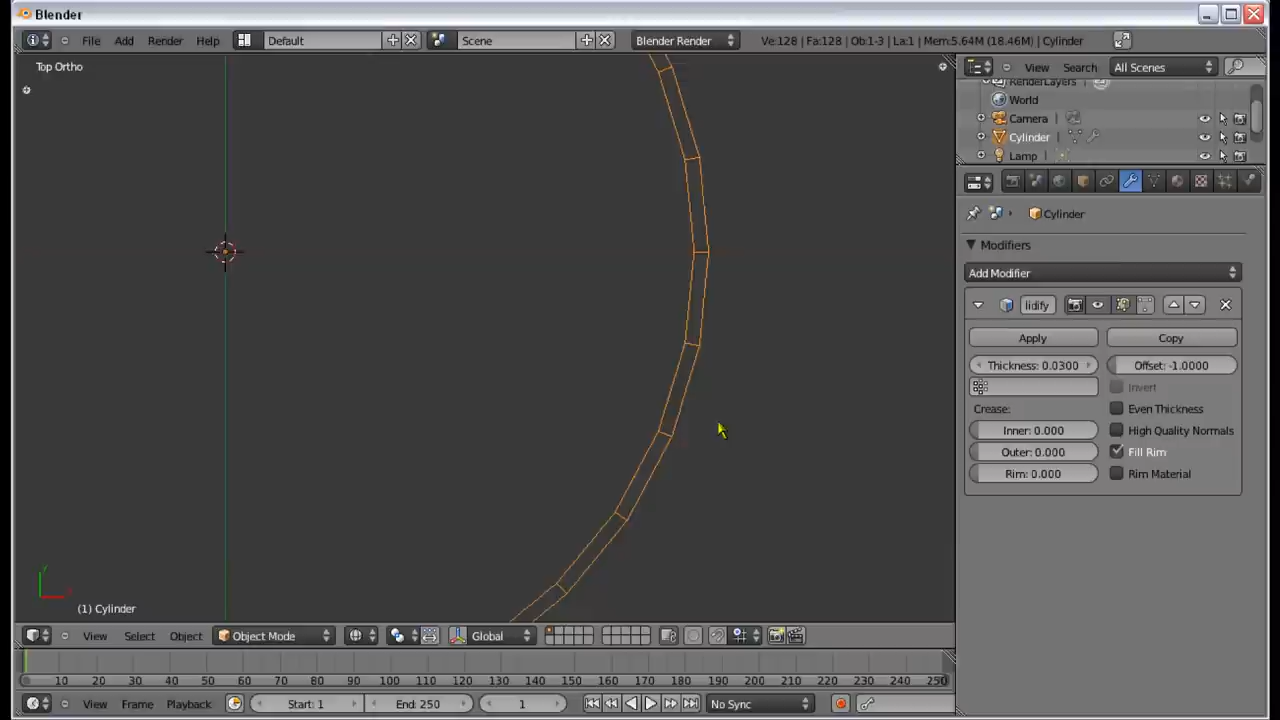 Blender
File Add Render Help Default Scene Blender Render Ve:128 | Fa:128 | Ob:1-3 | La:1 | Mem:5.64M (18.46M) | Cylinder
Top Ortho
View Search All Scenes
RenderLayers
World
Camera
Cylinder
Lamp
Cylinder
Modifiers
Add Modifier
lidify
Apply Copy
Thickness: 0.0300 Offset: -1.0000
Invert
Crease: Even Thickness
Inner: 0.000 High Quality Normals
Outer: 0.000 Fill Rim
Rim: 0.000 Rim Material
Y
(1) Cylinder
View Select Object Object Mode Global
10 20 30 40 50 60 70 80 90 100 110 120 130 140 150 160 170 180 190 200 210 220 230 240 250
View Frame Playback Start: 1 End: 250 1 No Sync